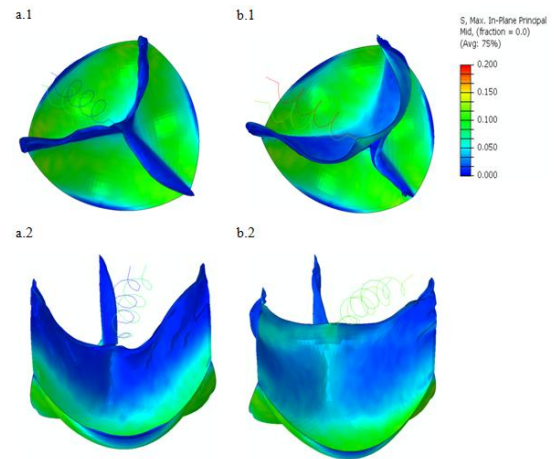 a.1
b.1
S, Max. In-Plane Principal
Mid, (fraction = 0.0)
(Avg: 75%)
0.200
0.150
0.100
0.050
0.000
a.2
b.2